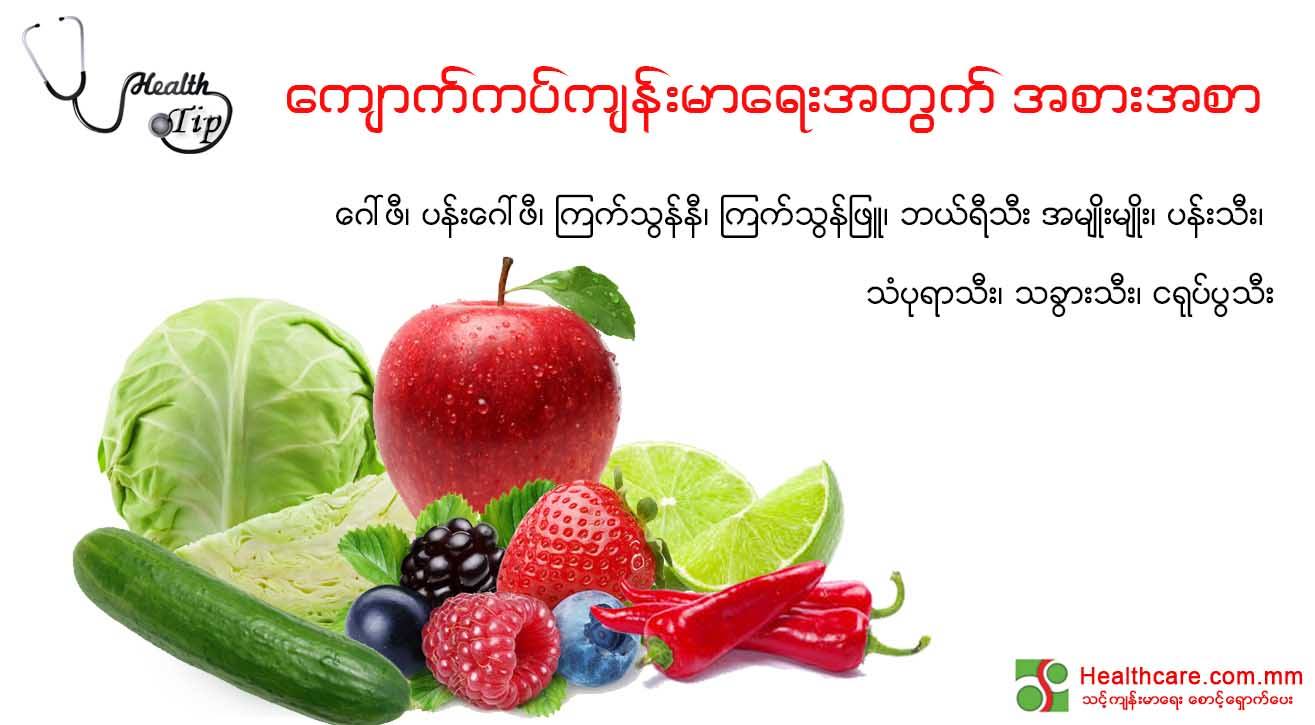 Health
Tip
ကျောက်ကပ်ကျန်းမာရေးအတွက် အစားအစာ
ဂေါ်ဖီ၊ ပန်းဂေါ်ဖီ၊ ကြက်သွန်နီ၊ ကြက်သွန်ဖြူ၊ ဘယ်ရီသီး အမျိုးမျိုး၊ ပန်းသီး၊
သံပုရာသီး၊ သခွားသီး၊ ငရုပ်ပွသီး
Healthcare.com.mm
သင့်ကျန်းမာရေး စောင့်ရှောက်ပေး